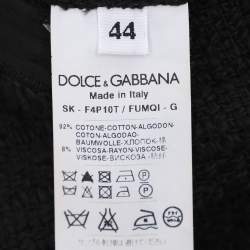 44
DOLCE & GABBANA
Made in Italy
SK - F4P10T / FUMQI - G
92% COTONE-COTTON-ALGODON
COTON-ALGODAO
BAUMWOLLE-ХЛОПОК-棉
8% VISCOSA-RAYON-VISCOSE-
VISKOSE-ВИСКОЗА